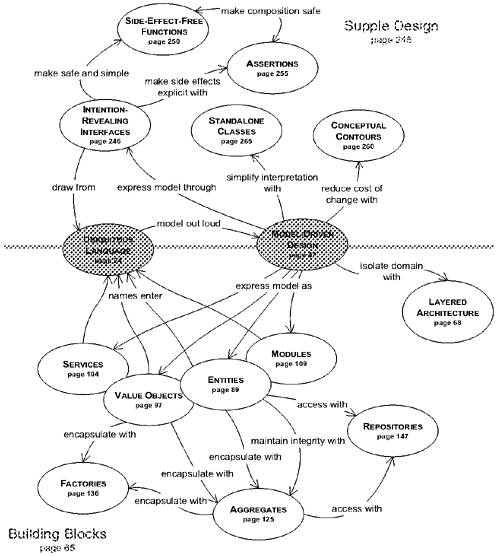 make composition safe
SIDE-EFFECT-FREE
FUNCTIONS
page 250
Supple Design
page 245
make safe and simple
make side effects
explicit with
ASSERTIONS
page 255
INTENTION-
REVEALING
INTERFACES
page 246
STANDALONE
CLASSES
page 265
CONCEPTUAL
CONTOURS
page 260
draw from
express model through
simplify interpretation
with
reduce cost of
change with
model out loud
UBIQUITOUS
LANGUAGE
page 24
MODEL-DRIVEN
DESIGN
page 47
isolate domain
with
names enter
express model as
LAYERED
ARCHITECTURE
page 68
SERVICES
page 104
MODULES
page 109
ENTITIES
page 89
VALUE OBJECTS
page 97
access with
REPOSITORIES
page 147
encapsulate with
maintain integrity with
encapsulate with
encapsulate with
FACTORIES
page 136
encapsulate with
AGGREGATES
page 125
access with
Building Blocks
page 65